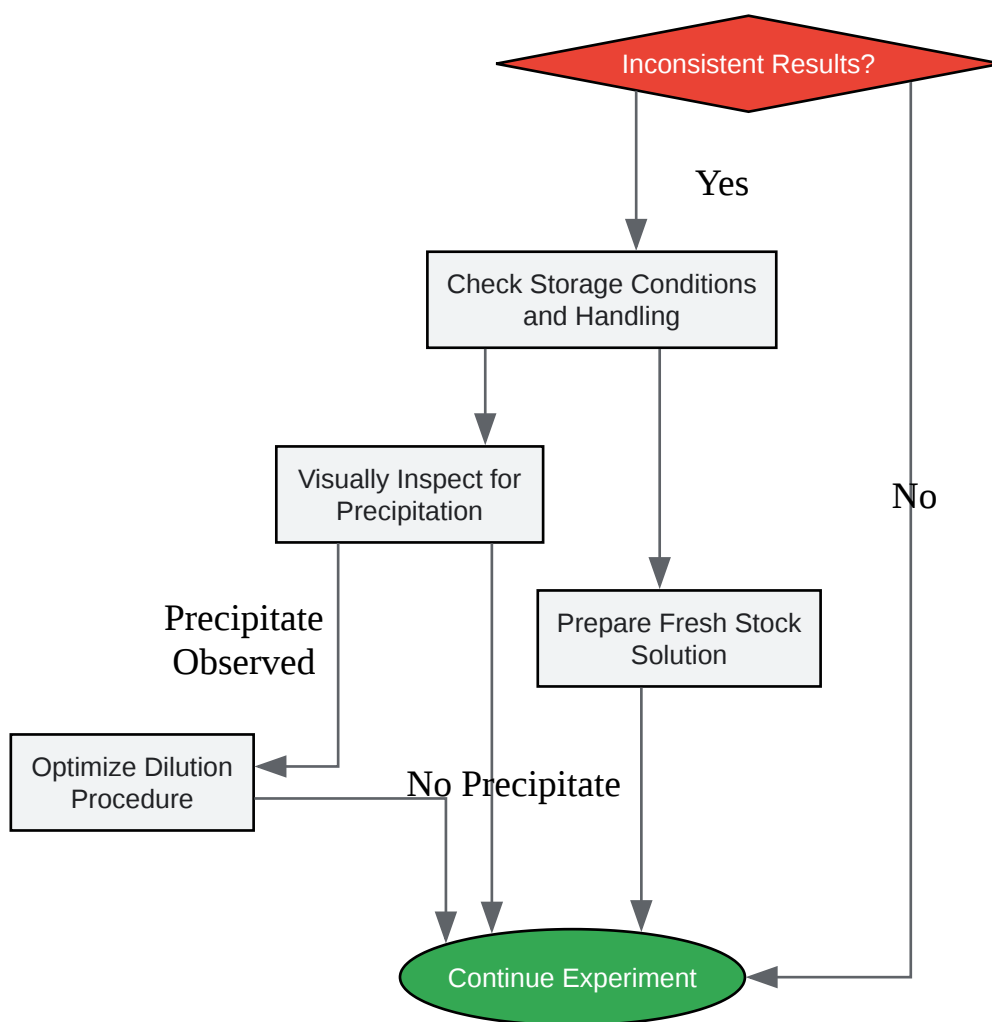 Inconsistent Results?
Yes
Check Storage Conditions
and Handling
Visually Inspect for
Precipitation
No
Precipitate
Observed
Prepare Fresh Stock
Solution
Optimize Dilution
Procedure
No Precipitate
Continue Experiment